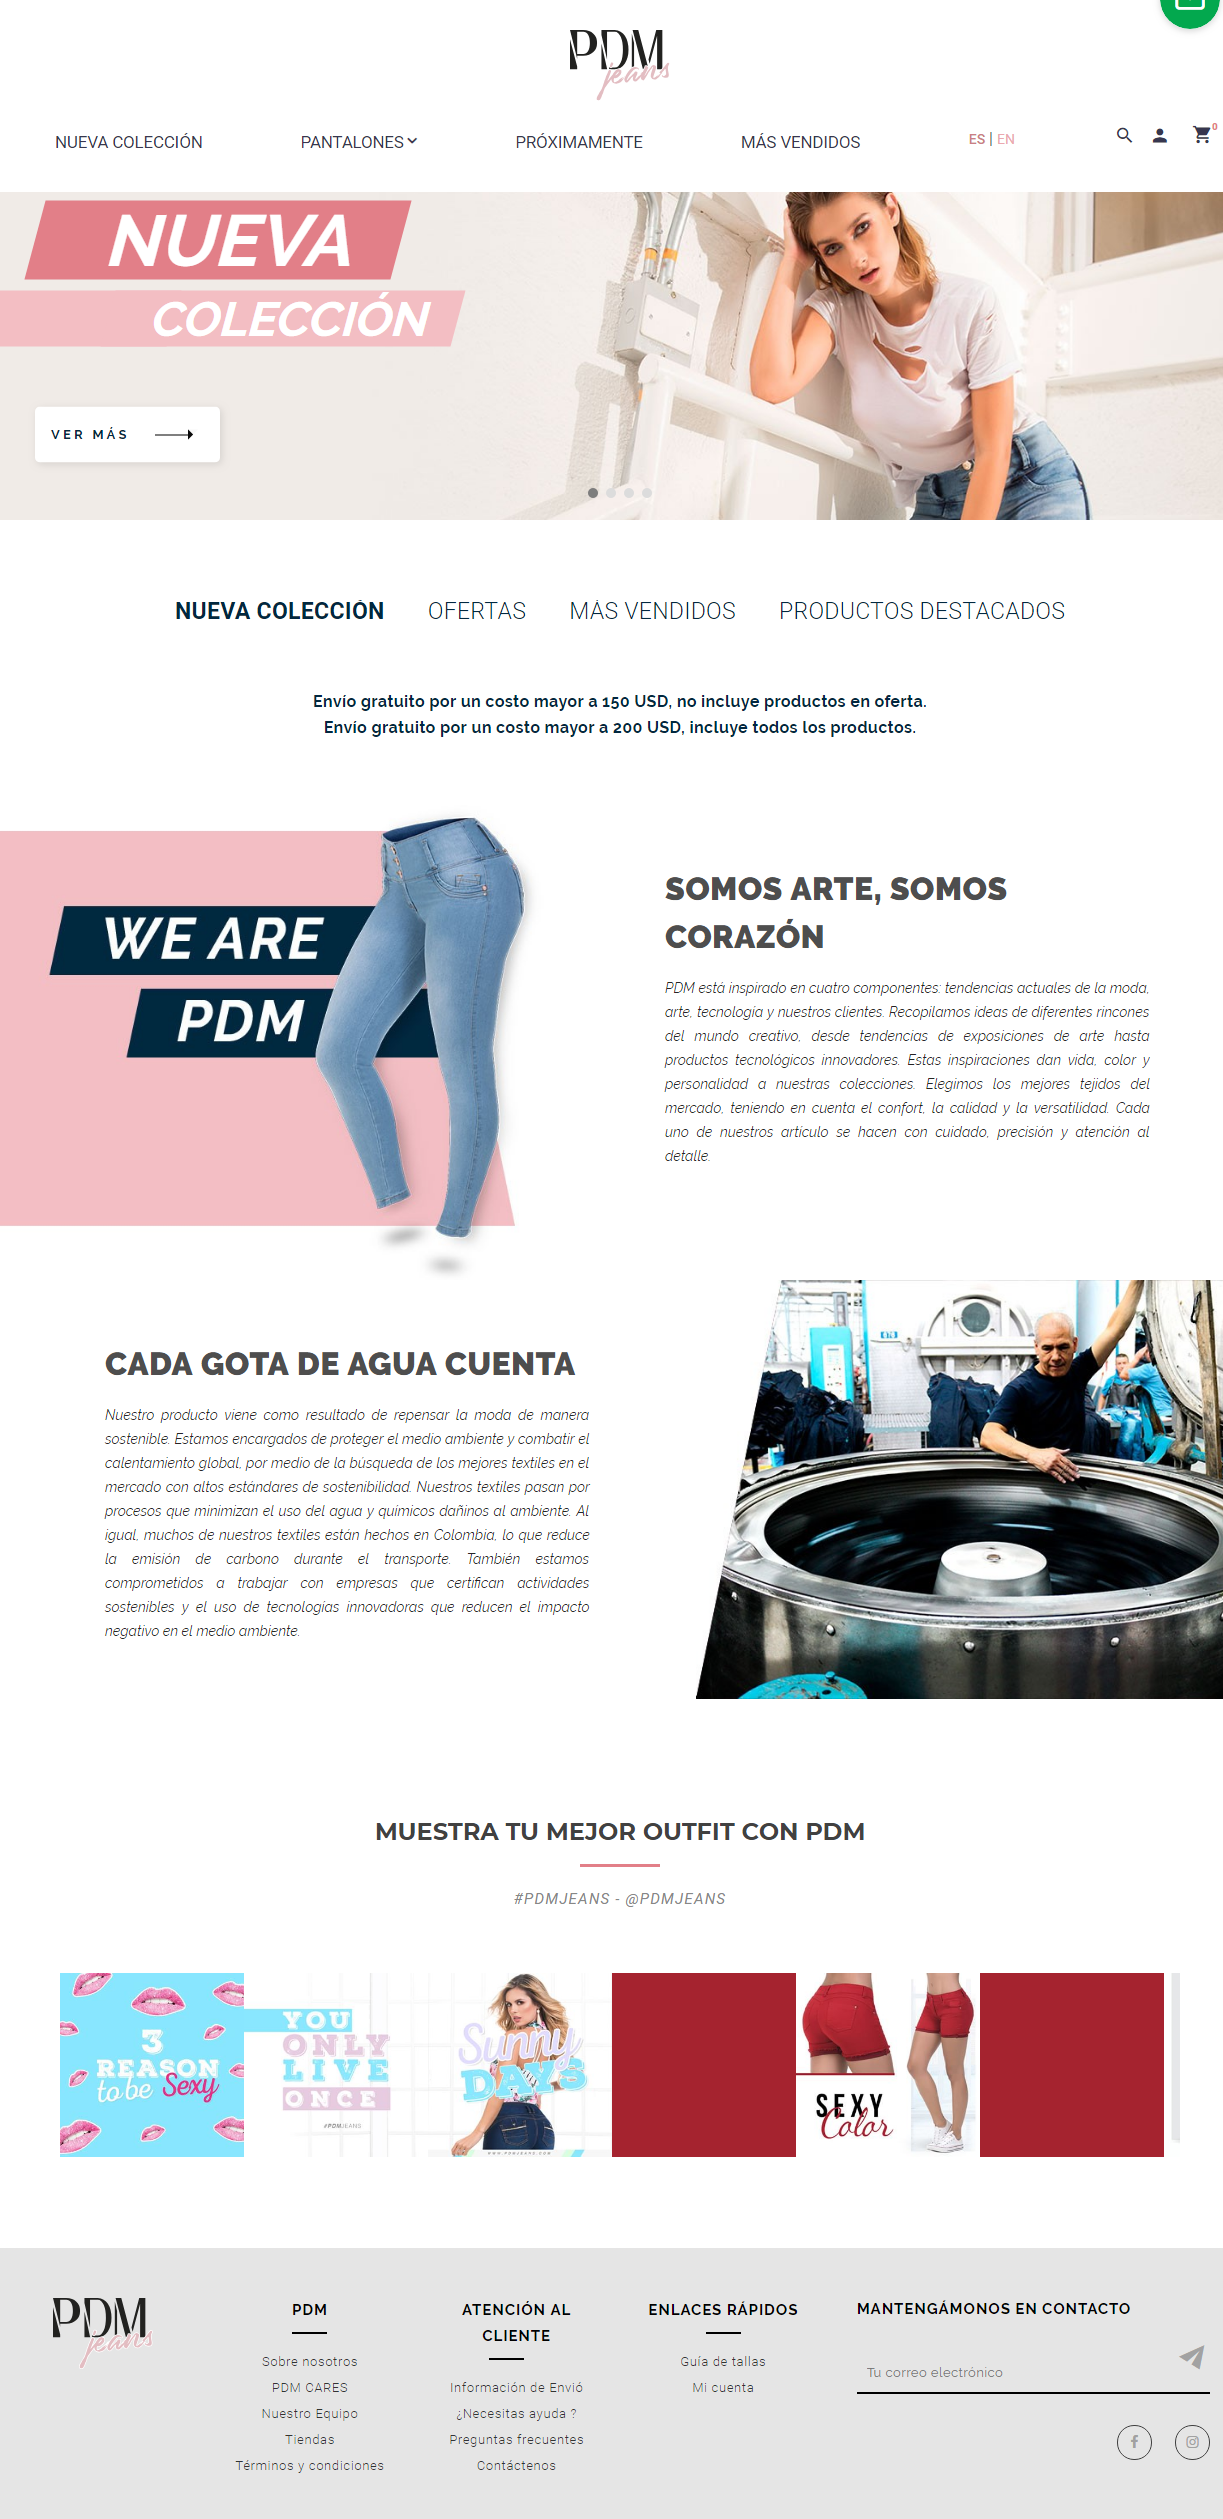 PDM
jeans
NUEVA COLECCIÓN
PANTALONES
PRÓXIMAMENTE
MÁS VENDIDOS
ES | EN
0
NUEVA
COLECCIÓN
VER MÁS
NUEVA COLECCIÓN
OFERTAS
MÁS VENDIDOS
PRODUCTOS DESTACADOS
Envío gratuito por un costo mayor a 150 USD, no incluye productos en oferta.
Envío gratuito por un costo mayor a 200 USD, incluye todos los productos.
WE ARE
PDM
SOMOS ARTE, SOMOS
CORAZÓN
PDM está inspirado en cuatro componentes: tendencias actuales de la moda,
arte, tecnología y nuestros clientes. Recopilamos ideas de diferentes rincones
del mundo creativo, desde tendencias de exposiciones de arte hasta
productos tecnológicos innovadores. Estas inspiraciones dan vida, color y
personalidad a nuestras colecciones. Elegimos los mejores tejidos del
mercado, teniendo en cuenta el confort, la calidad y la versatilidad. Cada
uno de nuestros artículo se hacen con cuidado, precisión y atención al
detalle.
CADA GOTA DE AGUA CUENTA
Nuestro producto viene como resultado de repensar la moda de manera
sostenible. Estamos encargados de proteger el medio ambiente y combatir el
calentamiento global, por medio de la búsqueda de los mejores textiles en el
mercado con altos estándares de sostenibilidad. Nuestros textiles pasan por
procesos que minimizan el uso del agua y químicos dañinos al ambiente. Al
igual, muchos de nuestros textiles están hechos en Colombia, lo que reduce
la emisión de carbono durante el transporte. También estamos
comprometidos a trabajar con empresas que certifican actividades
sostenibles y el uso de tecnologías innovadoras que reducen el impacto
negativo en el medio ambiente.
MUESTRA TU MEJOR OUTFIT CON PDM
#PDMJEANS - @PDMJEANS
3
REASON
to be Sexy
YOU
ONLY
LIVE
ONCE
#PDMJEANS
Sunny
DAYS
WWW.PDMJEANS.COM
SEXY
Color
PDM
jeans
PDM
Sobre nosotros
PDM CARES
Nuestro Equipo
Tiendas
Términos y condiciones
ATENCIÓN AL
CLIENTE
Información de Envió
¿Necesitas ayuda ?
Preguntas frecuentes
Contáctenos
ENLACES RÁPIDOS
Guía de tallas
Mi cuenta
MANTENGÁMONOS EN CONTACTO
Tu correo electrónico